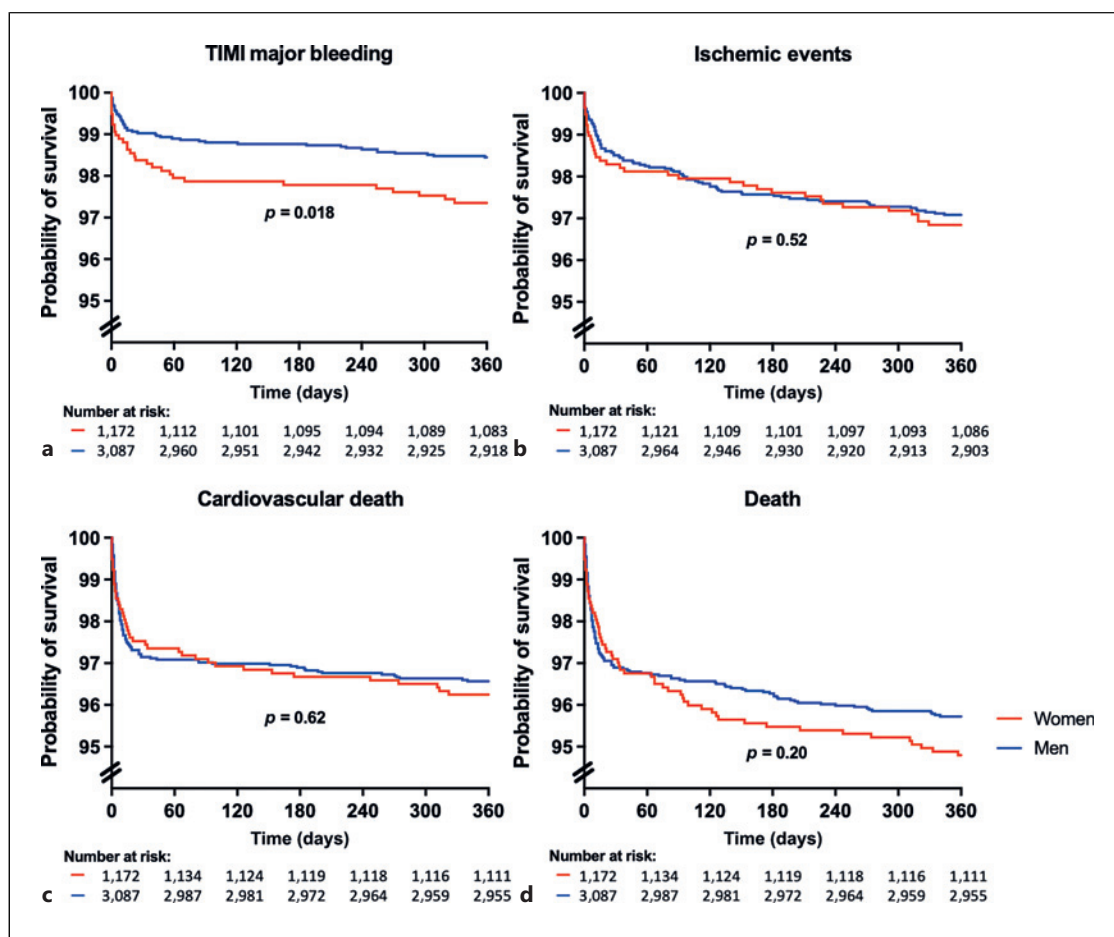 TIMI major bleeding
Probability of survival
100
99
98
97
96
95
p = 0.018
0 60 120 180 240 300 360
Time (days)
Number at risk:
1,172 1,112 1,101 1,095 1,094 1,089 1,083
3,087 2,960 2,951 2,942 2,932 2,925 2,918
a
Ischemic events
Probability of survival
100
99
98
97
96
95
p = 0.52
0 60 120 180 240 300 360
Time (days)
Number at risk:
1,172 1,121 1,109 1,101 1,097 1,093 1,086
3,087 2,964 2,946 2,930 2,920 2,913 2,903
b
Cardiovascular death
Probability of survival
100
99
98
97
96
95
p = 0.62
0 60 120 180 240 300 360
Time (days)
Number at risk:
1,172 1,134 1,124 1,119 1,118 1,116 1,111
3,087 2,987 2,981 2,972 2,964 2,959 2,955
c
Death
Probability of survival
100
99
98
97
96
95
p = 0.20
Women
Men
0 60 120 180 240 300 360
Time (days)
Number at risk:
1,172 1,134 1,124 1,119 1,118 1,116 1,111
3,087 2,987 2,981 2,972 2,964 2,959 2,955
d